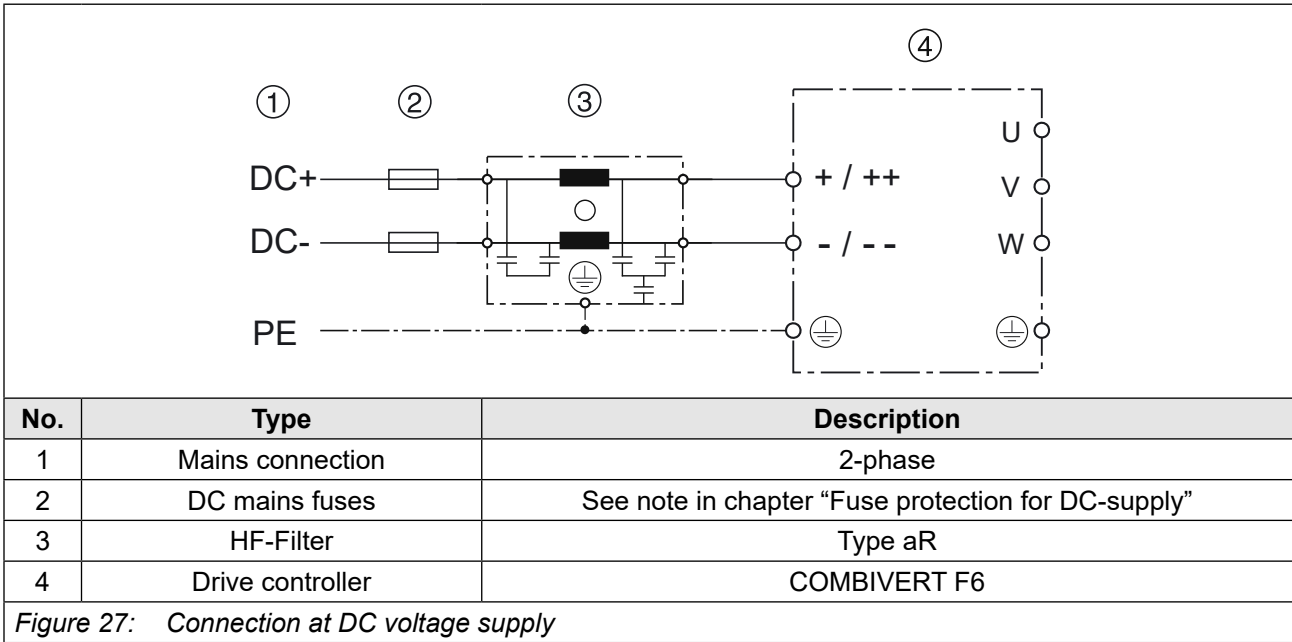 ① ② ③ ④
DC+
DC-
PE
+ / ++
- / --
U
V
W
No. Type Description
1 Mains connection 2-phase
2 DC mains fuses See note in chapter “Fuse protection for DC-supply”
3 HF-Filter Type aR
4 Drive controller COMBIVERT F6
Figure 27: Connection at DC voltage supply